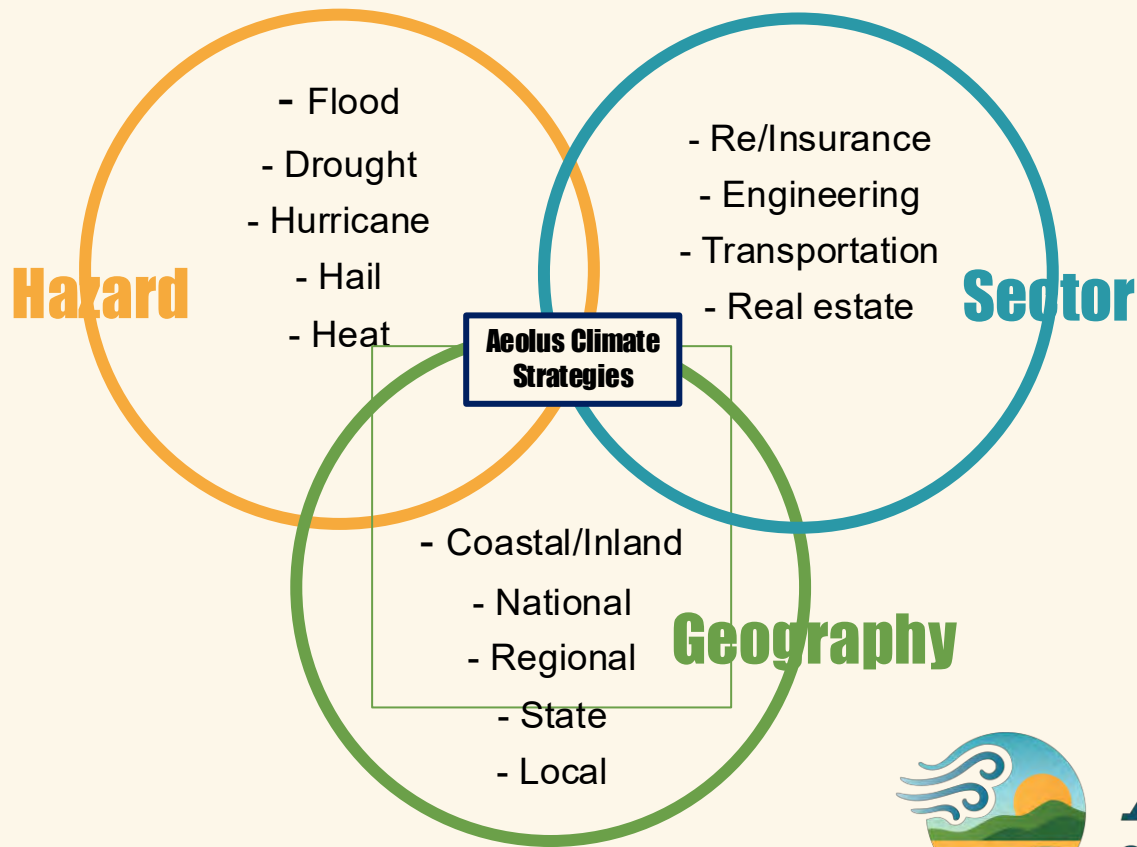 - Flood
- Drought
- Hurricane
- Hail
- Heat
Hazard
- Re/Insurance
- Engineering
- Transportation
- Real estate
Sector
Aeolus Climate
Strategies
- Coastal/Inland
- National
- Regional
- State
- Local
Geography